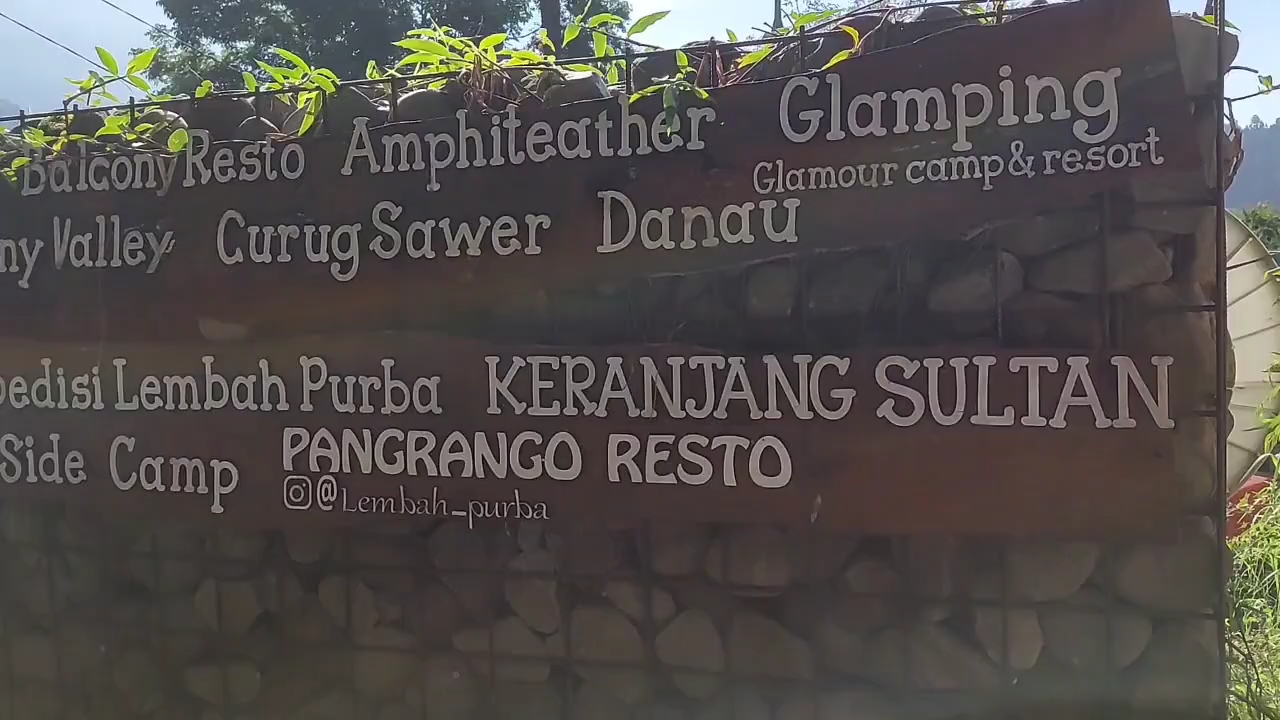 Balcony Resto Amphiteather Glamping
Glamour camp & resort
Valley Curug Sawer Danau
Lembah Purba KERANJANG SULTAN
Side Camp PANGRANGO RESTO
@Lembah_purba